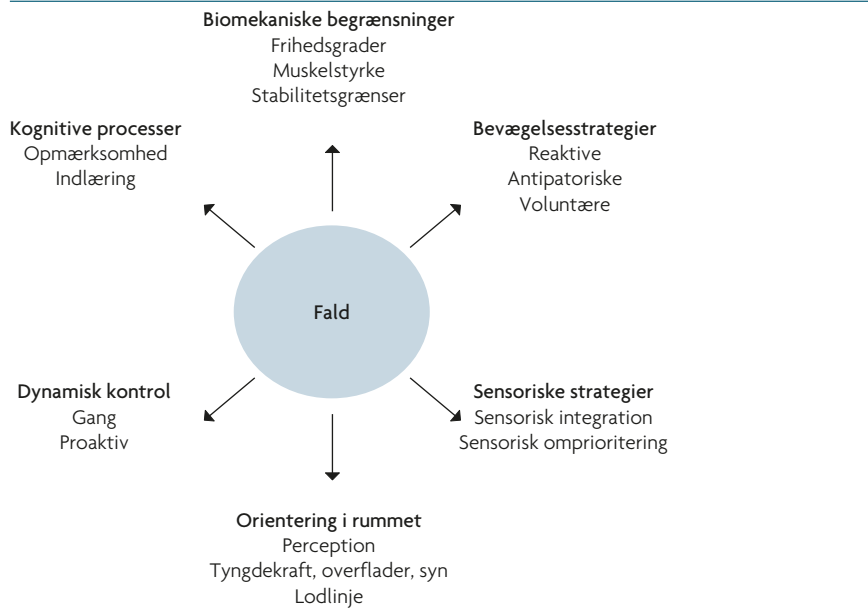 Biomekaniske begrænsninger
Frihedsgrader
Muskelstyrke
Stabilitetsgrænser
Kognitive processer
Opmærksomhed
Indlæring
Bevægelsesstrategier
Reaktive
Antipatoriske
Voluntære
Fald
Dynamisk kontrol
Gang
Proaktiv
Sensoriske strategier
Sensorisk integration
Sensorisk omprioritering
Orientering i rummet
Perception
Tyngdekraft, overflader, syn
Lodlinje